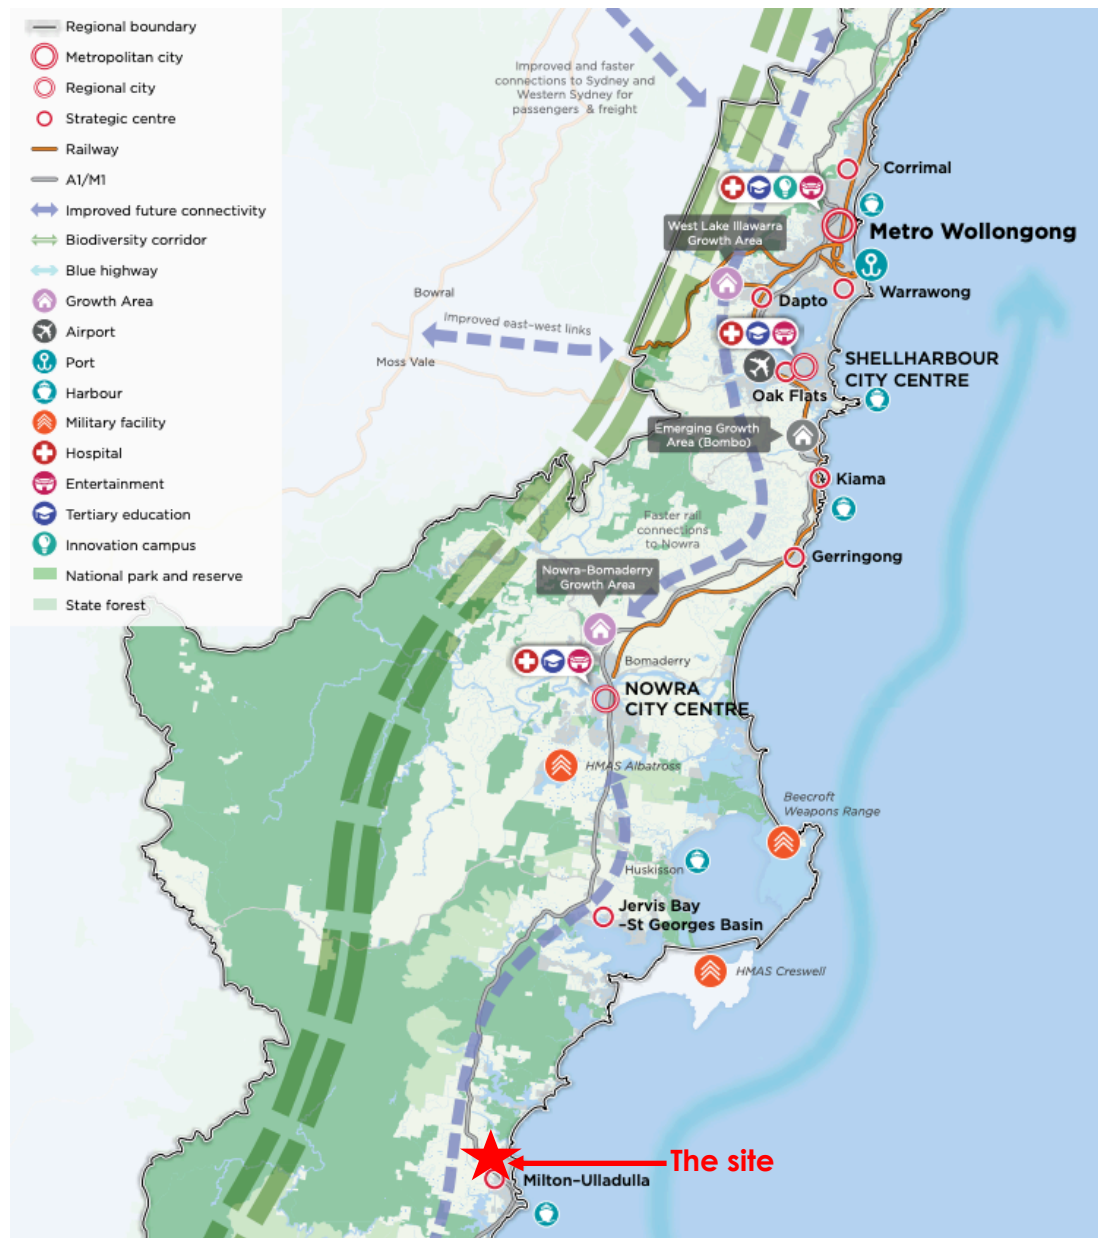 Regional boundary
Metropolitan city
Regional city
Strategic centre
Railway
A1/M1
Improved future connectivity
Biodiversity corridor
Blue highway
Growth Area
Airport
Port
Harbour
Military facility
Hospital
Entertainment
Tertiary education
Innovation campus
National park and reserve
State forest
Improved and faster
connections to Sydney and
Western Sydney for
passengers & freight
Corrimal
West Lake Illawarra
Growth Area
Metro Wollongong
Bowral
Dapto
Warrawong
Improved east-west links
Moss Vale
SHELLHARBOUR
CITY CENTRE
Oak Flats
Emerging Growth
Area (Bombo)
Kiama
Faster rail
connections
to Nowra
Gerringong
Nowra-Bomaderry
Growth Area
Bomaderry
NOWRA
CITY CENTRE
HMAS Albatross
Beecroft
Weapons Range
Huskisson
Jervis Bay
-St Georges Basin
HMAS Creswell
The site
Milton-Ulladulla